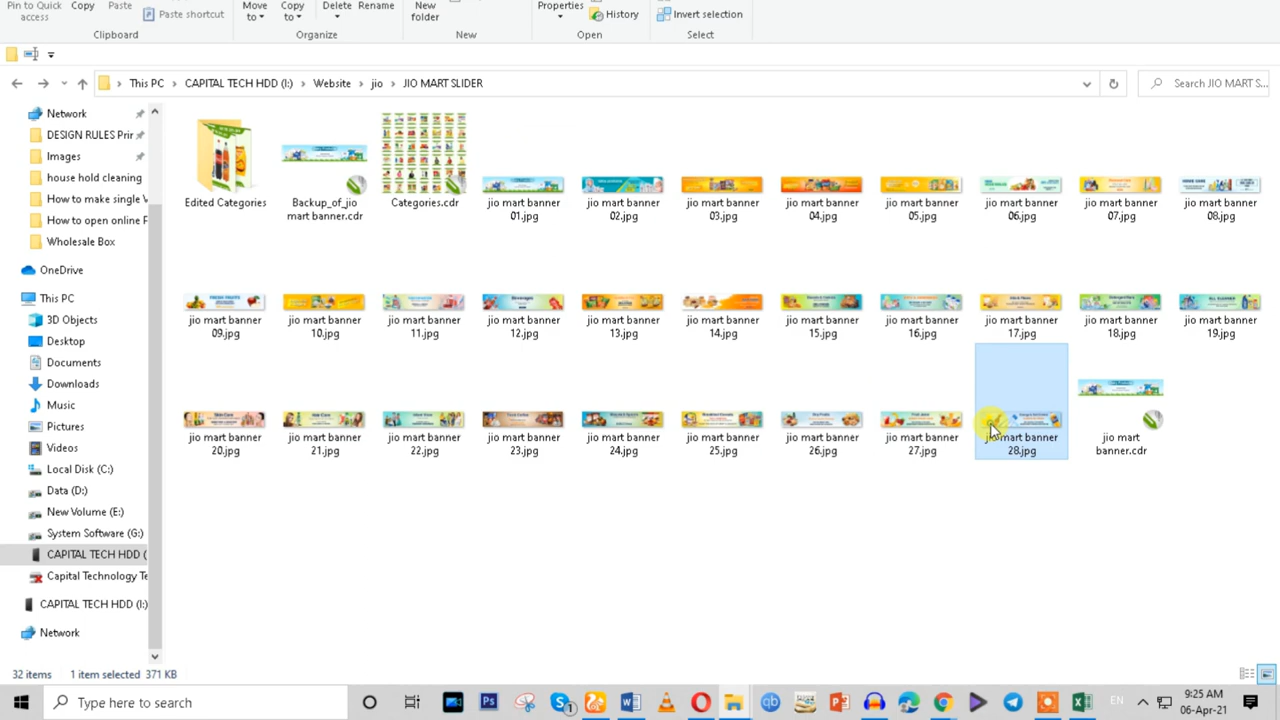 Pin to Quick
access
Copy
Paste
Paste shortcut
Clipboard
Move
to
Copy
to
Delete
Rename
Organize
New
folder
New
Properties
History
Open
Invert selection
Select
This PC
CAPITAL TECH HDD (I:)
Website
jio
JIO MART SLIDER
Search JIO MART S...
Network
DESIGN RULES Prir
Images
house hold cleaning
How to make single V
How to open online F
Wholesale Box
OneDrive
This PC
3D Objects
Desktop
Documents
Downloads
Music
Pictures
Videos
Local Disk (C:)
Data (D:)
New Volume (E:)
System Software (G:)
CAPITAL TECH HDD (
Capital Technology Te
CAPITAL TECH HDD (I:)
Network
Edited Categories
Backup_of_jio
mart banner.cdr
Categories.cdr
jio mart banner
01.jpg
jio mart banner
02.jpg
jio mart banner
03.jpg
jio mart banner
04.jpg
jio mart banner
05.jpg
jio mart banner
06.jpg
jio mart banner
07.jpg
jio mart banner
08.jpg
jio mart banner
09.jpg
jio mart banner
10.jpg
jio mart banner
11.jpg
jio mart banner
12.jpg
jio mart banner
13.jpg
jio mart banner
14.jpg
jio mart banner
15.jpg
jio mart banner
16.jpg
jio mart banner
17.jpg
jio mart banner
18.jpg
jio mart banner
19.jpg
jio mart banner
20.jpg
jio mart banner
21.jpg
jio mart banner
22.jpg
jio mart banner
23.jpg
jio mart banner
24.jpg
jio mart banner
25.jpg
jio mart banner
26.jpg
jio mart banner
27.jpg
jio mart banner
28.jpg
jio mart
banner.cdr
32 items
1 item selected 371 KB
Type here to search
EN
9:25 AM
06-Apr-21